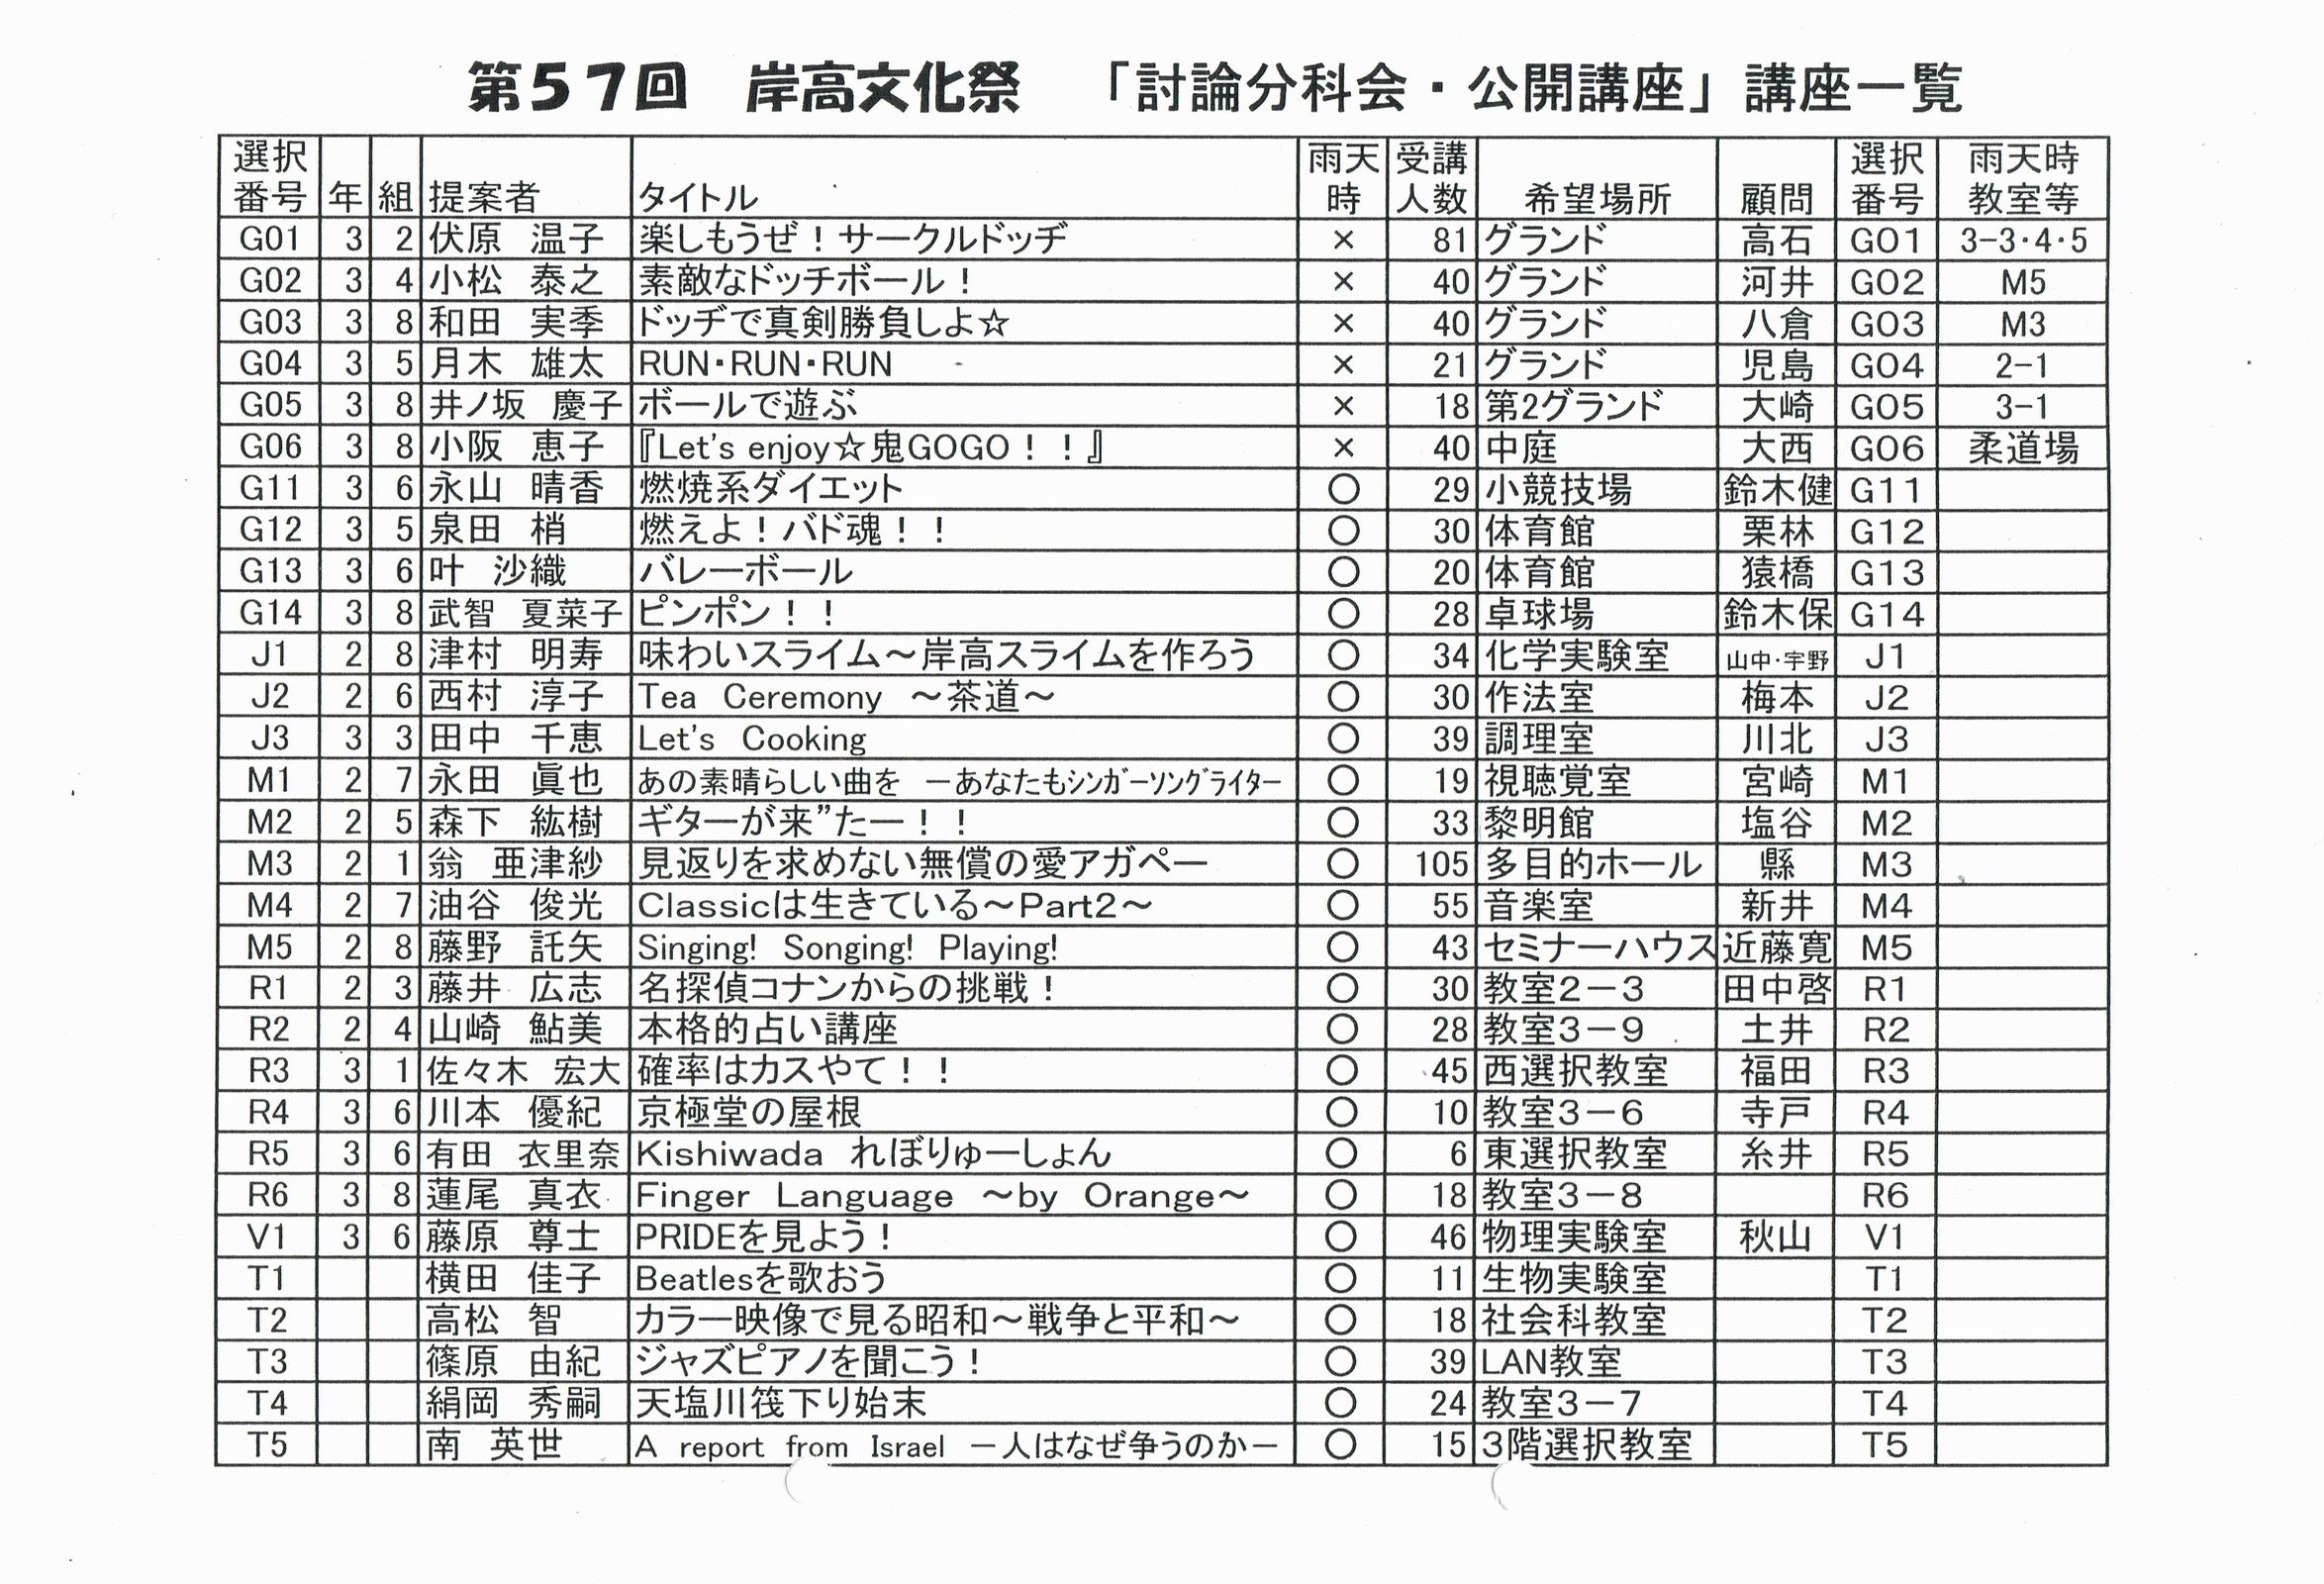 第57回 岸高文化祭 「討論分科会・公開講座」講座一覧
選択番号 年 組 提案者 タイトル 雨天時 受講人数 希望場所 顧問 選択番号 雨天時教室等
G01 3 2 伏原 温子 楽しもうぜ！サークルドッヂ × 81 グランド 高石 G01 3-3・4・5
G02 3 4 小松 泰之 素敵なドッチボール！ × 40 グランド 河井 G02 M5
G03 3 8 和田 実季 ドッヂで真剣勝負しよ☆ × 40 グランド 八倉 G03 M3
G04 3 5 月木 雄太 RUN・RUN・RUN × 21 グランド 児島 G04 2-1
G05 3 8 井ノ坂 慶子 ボールで遊ぶ × 18 第2グランド 大崎 G05 3-1
G06 3 8 小阪 恵子 『Let's enjoy☆鬼GOGO！！』 × 40 中庭 大西 G06 柔道場
G11 3 6 永山 晴香 燃焼系ダイエット ○ 29 小競技場 鈴木健 G11
G12 3 5 泉田 梢 燃えよ！バド魂！！ ○ 30 体育館 栗林 G12
G13 3 6 叶 沙織 バレーボール ○ 20 体育館 猿橋 G13
G14 3 8 武智 夏菜子 ピンポン！！ ○ 28 卓球場 鈴木保 G14
J1 2 8 津村 明寿 味わいスライム～岸高スライムを作ろう ○ 34 化学実験室 山中・宇野 J1
J2 2 6 西村 淳子 Tea Ceremony ～茶道～ ○ 30 作法室 梅本 J2
J3 3 3 田中 千恵 Let's Cooking ○ 39 調理室 川北 J3
M1 2 7 永田 眞也 あの素晴らしい曲を －あなたもｼﾝｶﾞｰｿﾝｸﾞﾗｲﾀｰ ○ 19 視聴覚室 宮崎 M1
M2 2 5 森下 紘樹 ギターが来”たー！！ ○ 33 黎明館 塩谷 M2
M3 2 1 翁 亜津紗 見返りを求めない無償の愛アガペー ○ 105 多目的ホール 縣 M3
M4 2 7 油谷 俊光 Classicは生きている～Part2～ ○ 55 音楽室 新井 M4
M5 2 8 藤野 託矢 Singing! Songing! Playing! ○ 43 セミナーハウス 近藤寛 M5
R1 2 3 藤井 広志 名探偵コナンからの挑戦！ ○ 30 教室2－3 田中啓 R1
R2 2 4 山崎 鮎美 本格的占い講座 ○ 28 教室3－9 土井 R2
R3 3 1 佐々木 宏大 確率はカスやて！！ ○ 45 西選択教室 福田 R3
R4 3 6 川本 優紀 京極堂の屋根 ○ 10 教室3－6 寺戸 R4
R5 3 6 有田 衣里奈 Kishiwada れぼりゅーしょん ○ 6 東選択教室 糸井 R5
R6 3 8 蓮尾 真衣 Finger Language ～by Orange～ ○ 18 教室3－8 R6
V1 3 6 藤原 尊士 PRIDEを見よう！ ○ 46 物理実験室 秋山 V1
T1 横田 佳子 Beatlesを歌おう ○ 11 生物実験室 T1
T2 高松 智 カラー映像で見る昭和～戦争と平和～ ○ 18 社会科教室 T2
T3 篠原 由紀 ジャズピアノを聞こう！ ○ 39 LAN教室 T3
T4 絹岡 秀嗣 天塩川筏下り始末 ○ 24 教室3－7 T4
T5 南 英世 A report from Israel －人はなぜ争うのか－ ○ 15 3階選択教室 T5